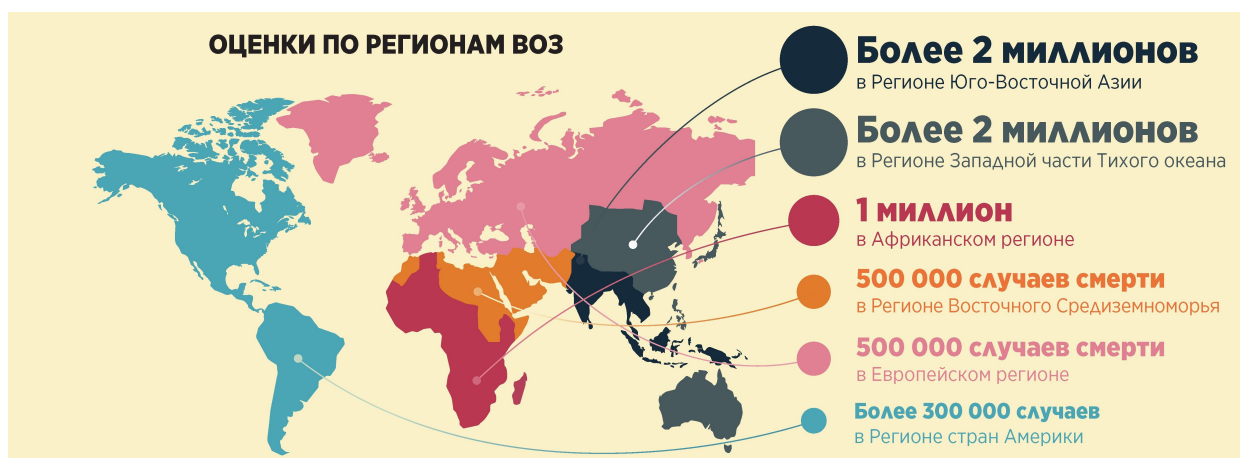 ОЦЕНКИ ПО РЕГИОНАМ ВОЗ
Более 2 миллионов
в Регионе Юго-Восточной Азии
Более 2 миллионов
в Регионе Западной части Тихого океана
1 миллион
в Африканском регионе
500 000 случаев смерти
в Регионе Восточного Средиземноморья
500 000 случаев смерти
в Европейском регионе
Более 300 000 случаев
в Регионе стран Америки